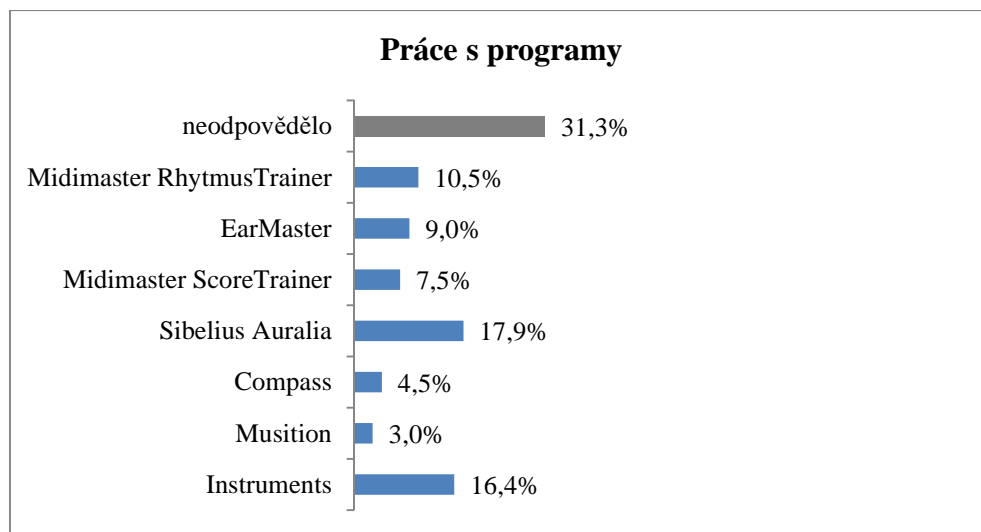 Práce s programy
neodpovědělo 31,3%
Midimaster RhytmusTrainer 10,5%
EarMaster 9,0%
Midimaster ScoreTrainer 7,5%
Sibelius Auralia 17,9%
Compass 4,5%
Musition 3,0%
Instruments 16,4%